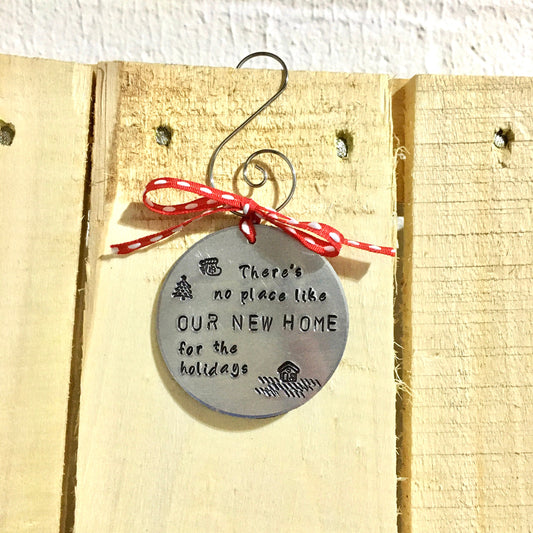 There's
no place like
OUR NEW HOME
for the
holidays